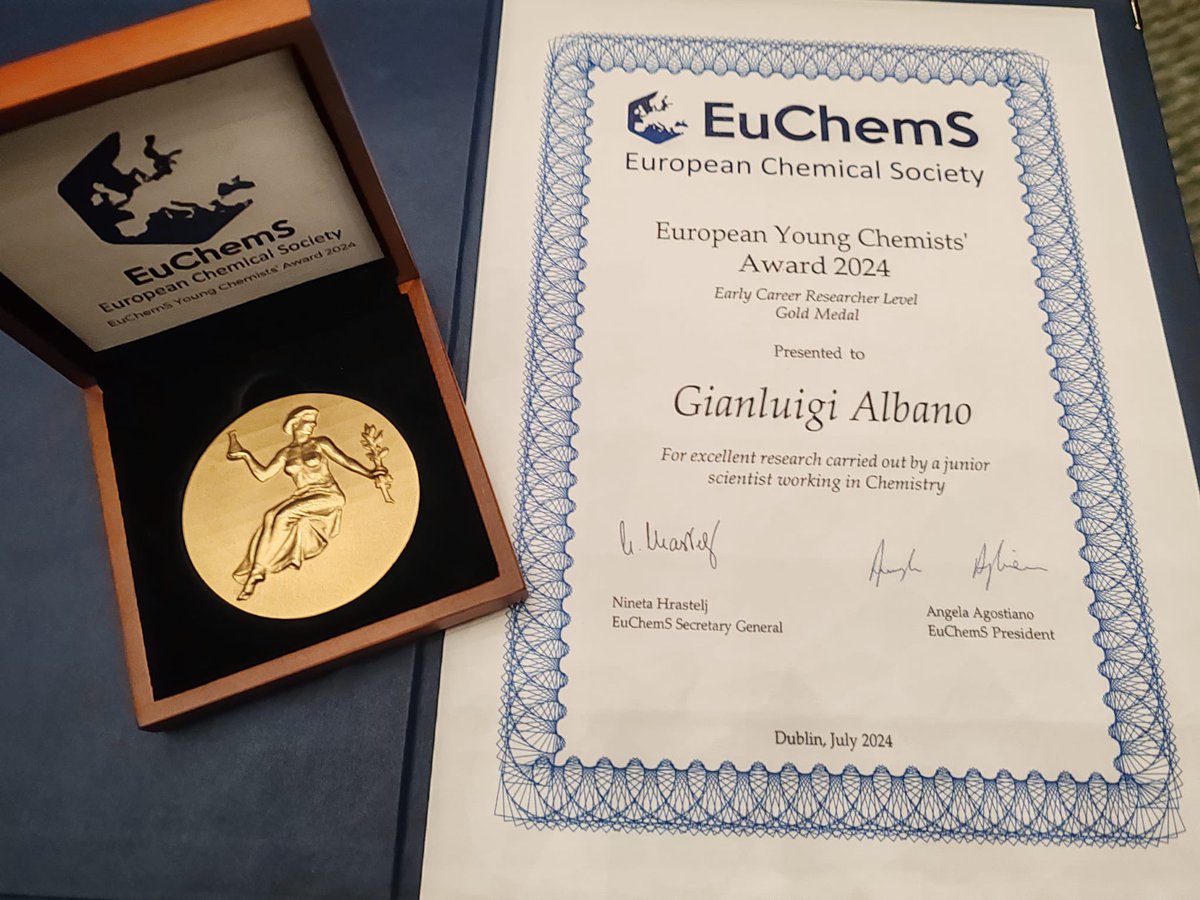 EuChemS
European Chemical Society
EuChemS Young Chemists' Award 2024
EuChemS
European Chemical Society
European Young Chemists'
Award 2024
Early Career Researcher Level
Gold Medal
Presented to
Gianluigi Albano
For excellent research carried out by a junior
scientist working in Chemistry
Nineta Hrastelj
EuChemS Secretary General
Angela Agostiano
EuChemS President
Dublin, July 2024